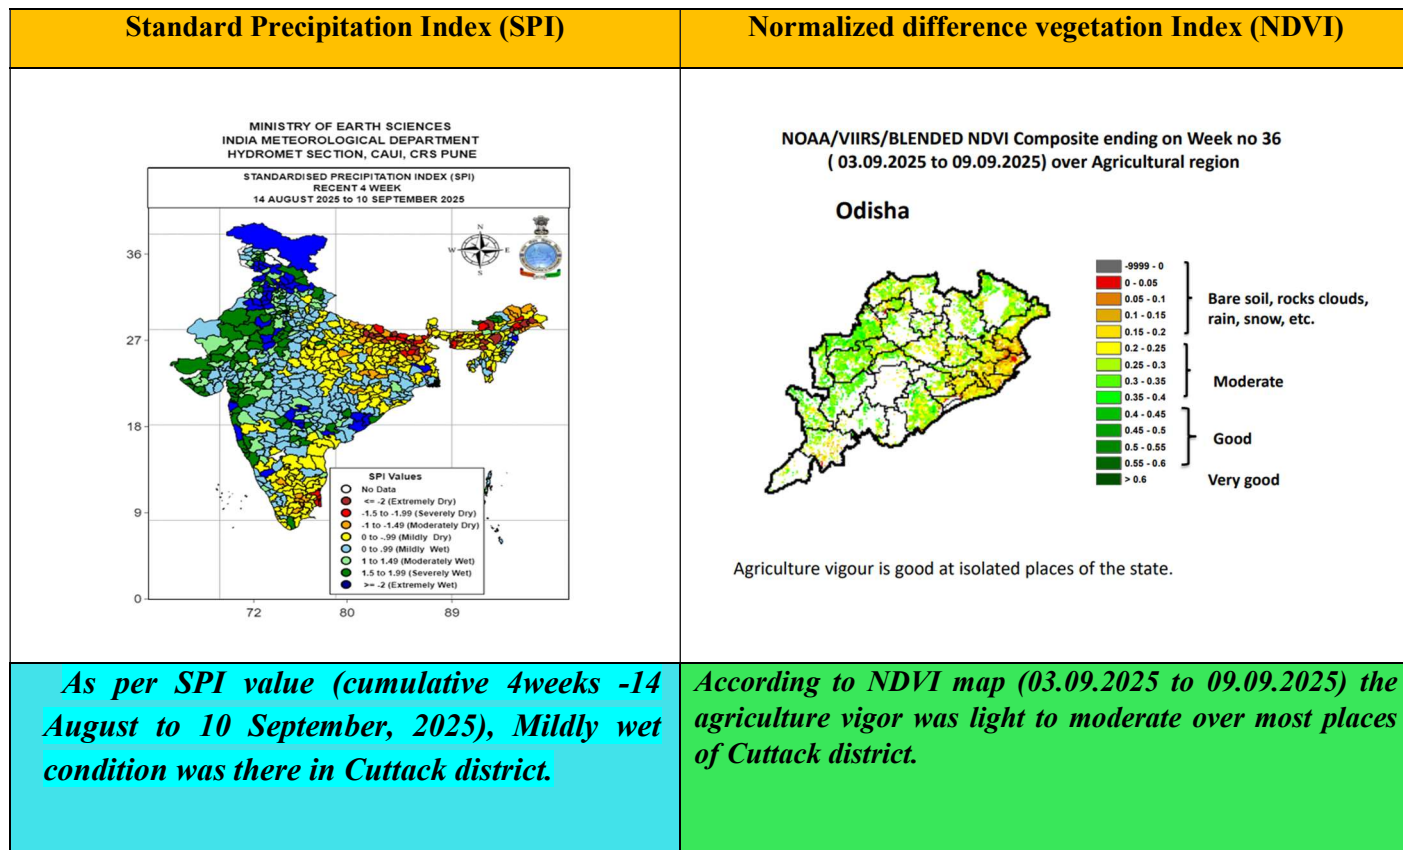 Standard Precipitation Index (SPI)
Normalized difference vegetation Index (NDVI)
MINISTRY OF EARTH SCIENCES
INDIA METEOROLOGICAL DEPARTMENT
HYDROMET SECTION, CAUI, CRS PUNE
STANDARDISED PRECIPITATION INDEX (SPI)
RECENT 4 WEEK
14 AUGUST 2025 to 10 SEPTEMBER 2025
N
W E
S
36
27
18
9
0
72 80 89
SPI Values
No Data
<= -2 (Extremely Dry)
-1.5 to -1.99 (Severely Dry)
-1 to -1.49 (Moderately Dry)
0 to -.99 (Mildly Dry)
0 to .99 (Mildly Wet)
1 to 1.49 (Moderately Wet)
1.5 to 1.99 (Severely Wet)
>= -2 (Extremely Wet)
NOAA/VIIRS/BLENDED NDVI Composite ending on Week no 36
( 03.09.2025 to 09.09.2025) over Agricultural region
Odisha
-9999 - 0
0 - 0.05
0.05 - 0.1
0.1 - 0.15
0.15 - 0.2
0.2 - 0.25
0.25 - 0.3
0.3 - 0.35
0.35 - 0.4
0.4 - 0.45
0.45 - 0.5
0.5 - 0.55
0.55 - 0.6
> 0.6
Bare soil, rocks clouds,
rain, snow, etc.
Moderate
Good
Very good
Agriculture vigour is good at isolated places of the state.
As per SPI value (cumulative 4weeks -14
August to 10 September, 2025), Mildly wet
condition was there in Cuttack district.
According to NDVI map (03.09.2025 to 09.09.2025) the
agriculture vigor was light to moderate over most places
of Cuttack district.